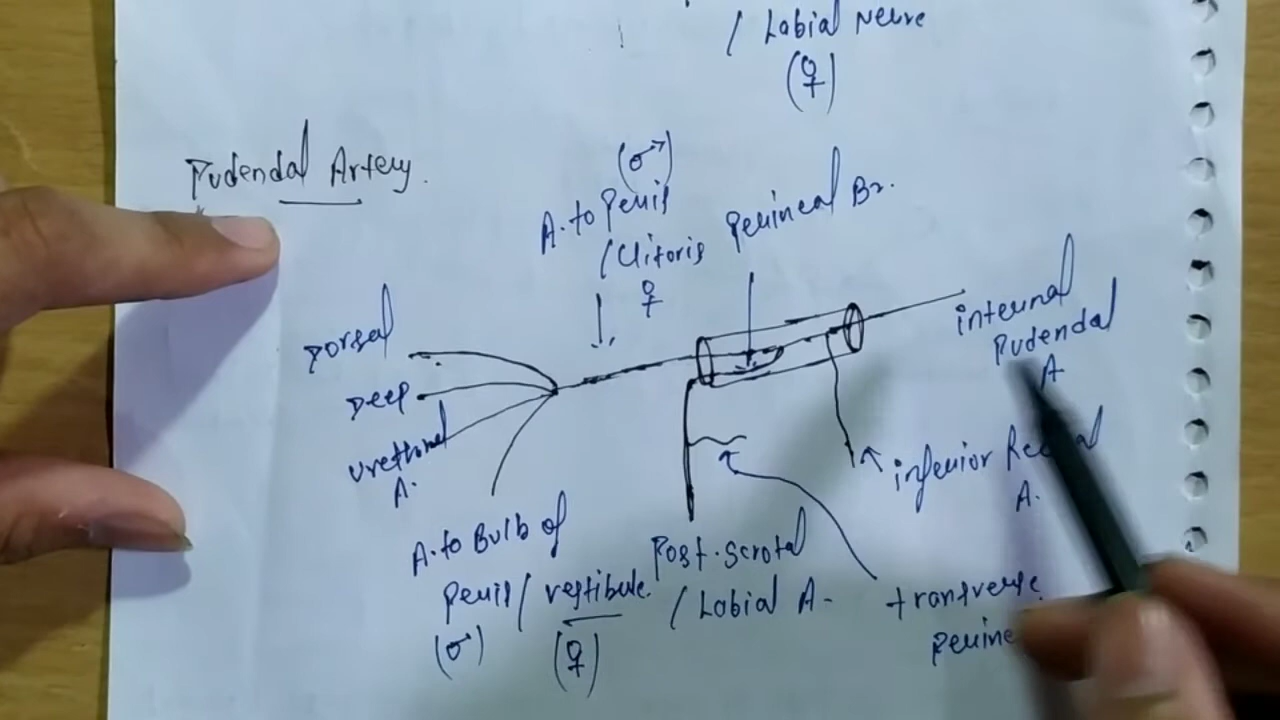 / Labial Nerve
(♀)
Pudendal Artery.
(♂)
A. to Penis
/ Clitoris
♀
Perineal Br.
internal
Pudendal
A
Dorsal
Deep
Urethral
A.
inferior Rectal
A.
A. to Bulb of
Penis / vestibule
(♂) (♀)
Post. Scrotal
/ Labial A-
transverse